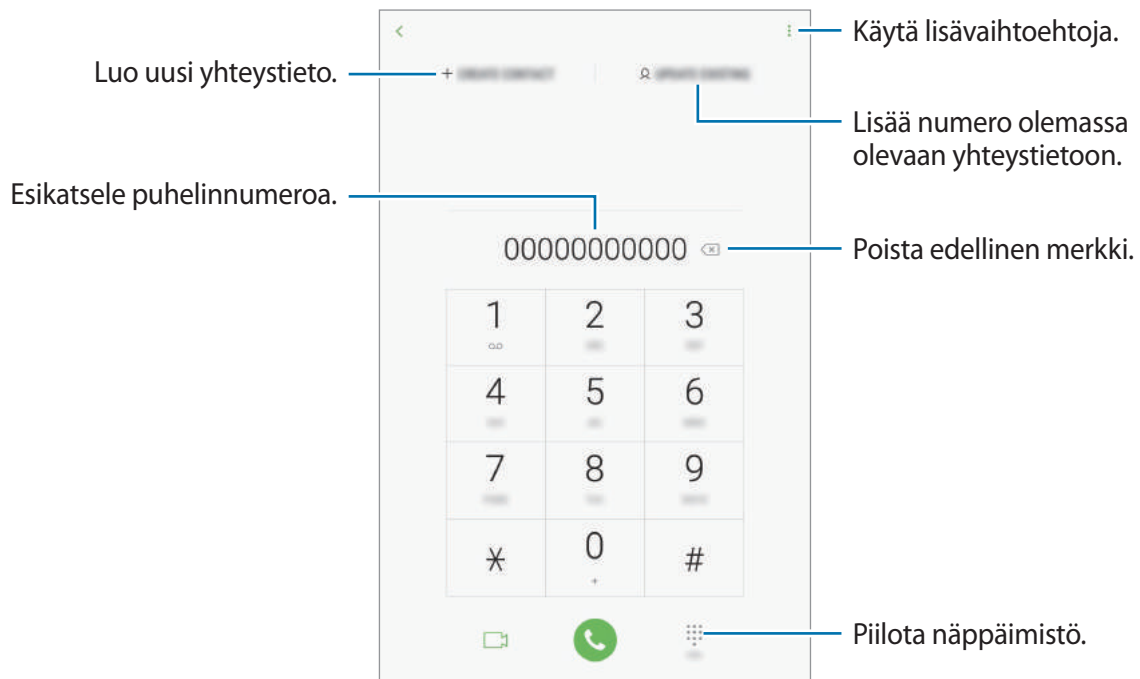 Käytä lisävaihtoehtoja.
Luo uusi yhteystieto.
Lisää numero olemassa
olevaan yhteystietoon.
Esikatsele puhelinnumeroa.
00000000000
Poista edellinen merkki.
1 2 3
4 5 6
7 8 9
* 0 #
+
Piilota näppäimistö.